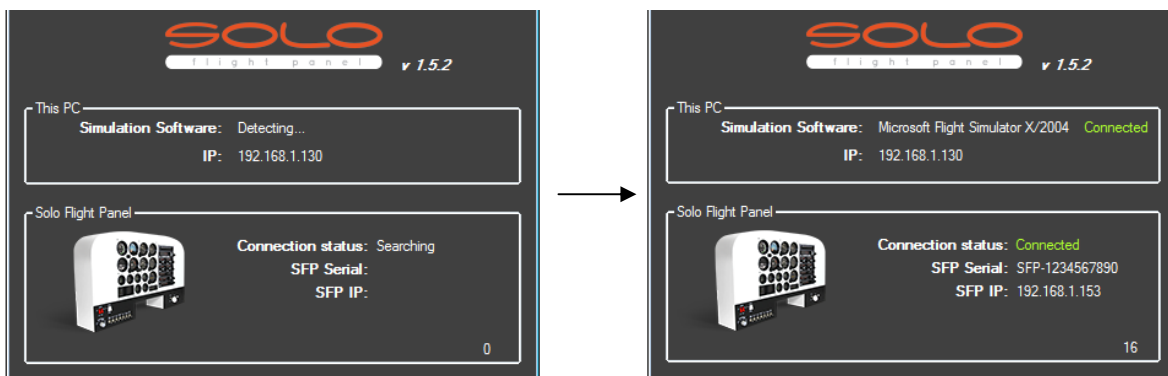 SOLO
flight panel v 1.5.2
This PC
Simulation Software: Detecting...
IP: 192.168.1.130
Solo Flight Panel
Connection status: Searching
SFP Serial:
SFP IP:
0
SOLO
flight panel v 1.5.2
This PC
Simulation Software: Microsoft Flight Simulator X/2004 Connected
IP: 192.168.1.130
Solo Flight Panel
Connection status: Connected
SFP Serial: SFP-1234567890
SFP IP: 192.168.1.153
16